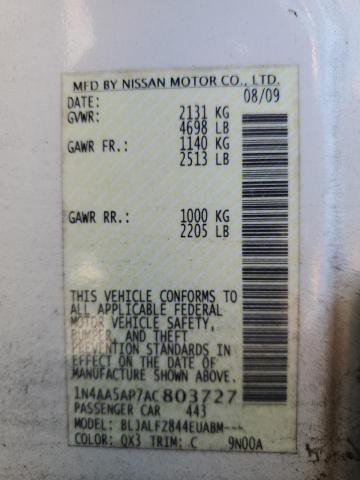 MFD BY NISSAN MOTOR CO., LTD.
DATE: 08/09
GVWR: 2131 KG
4698 LB
GAWR FR.: 1140 KG
2513 LB
GAWR RR.: 1000 KG
2205 LB
THIS VEHICLE CONFORMS TO
ALL APPLICABLE FEDERAL
MOTOR VEHICLE SAFETY,
BUMPER, AND THEFT
PREVENTION STANDARDS IN
EFFECT ON THE DATE OF
MANUFACTURE SHOWN ABOVE.
1N4AA5AP7AC803727
PASSENGER CAR 443
MODEL: BLJALFZ844EUABM---
COLOR: QX3 TRIM: C 9N00A